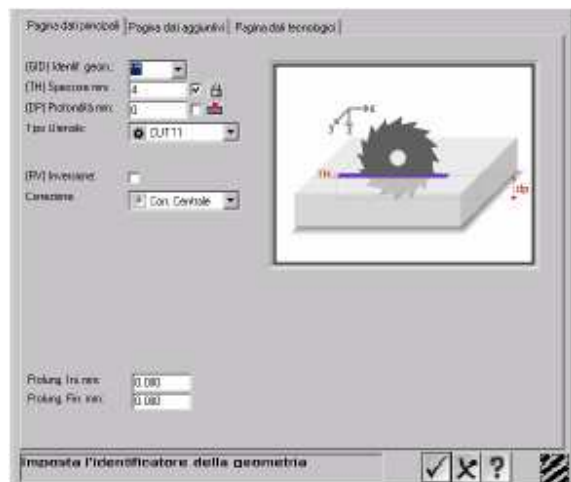 Pagina dati principali
Pagina dati aggiuntivi
Pagina dati tecnologici
(GID) Identif. geom.:
(TH) Spessore mm:
4
(DP) Profondità mm:
0
Tipo Utensile:
CUT11
(RV) Inversione:
Correzione:
Corr. Centrale
x
y
z
dp
Prolung. Ini. mm:
0.000
Prolung. Fin. mm:
0.000
Imposta l'identificatore della geometria
?